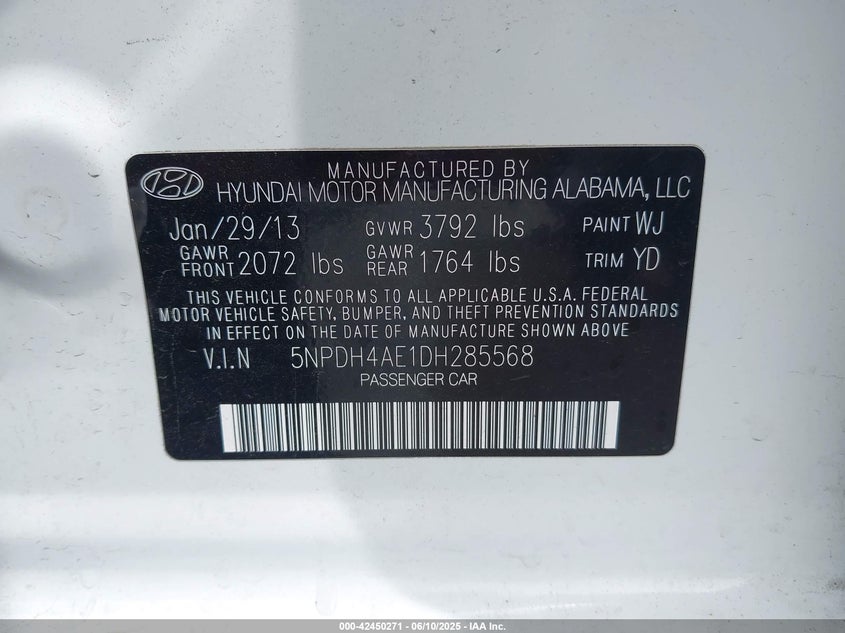 MANUFACTURED BY
HYUNDAI MOTOR MANUFACTURING ALABAMA, LLC
Jan/29/13 GVWR 3792 lbs PAINT WJ
GAWR FRONT 2072 lbs GAWR REAR 1764 lbs TRIM YD
THIS VEHICLE CONFORMS TO ALL APPLICABLE U.S.A. FEDERAL
MOTOR VEHICLE SAFETY, BUMPER, AND THEFT PREVENTION STANDARDS
IN EFFECT ON THE DATE OF MANUFACTURE SHOWN ABOVE
V.I.N 5NPDH4AE1DH285568
PASSENGER CAR
000-42450271 - 06/10/2025 - IAA Inc.